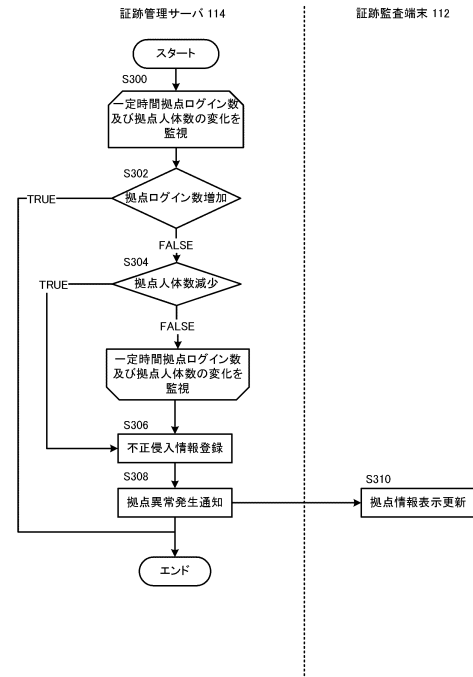 証跡管理サーバ 114
証跡監査端末 112
スタート
S300
一定時間拠点ログイン数
及び拠点人体数の変化を
監視
S302
拠点ログイン数増加
TRUE
FALSE
S304
拠点人体数減少
TRUE
FALSE
一定時間拠点ログイン数
及び拠点人体数の変化を
監視
S306
不正侵入情報登録
S308
拠点異常発生通知
S310
拠点情報表示更新
エンド